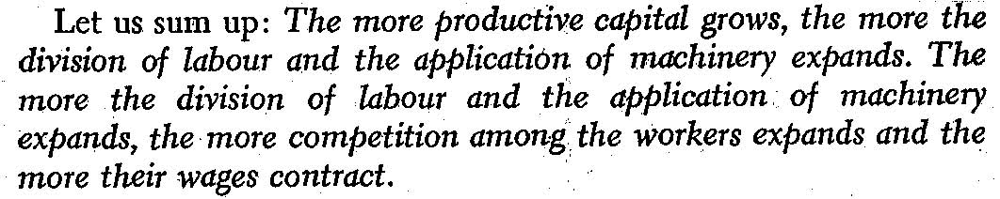 Let us sum up: The more productive capital grows, the more the
division of labour and the application of machinery expands. The
more the division of labour and the application of machinery
expands, the more competition among the workers expands and the
more their wages contract.